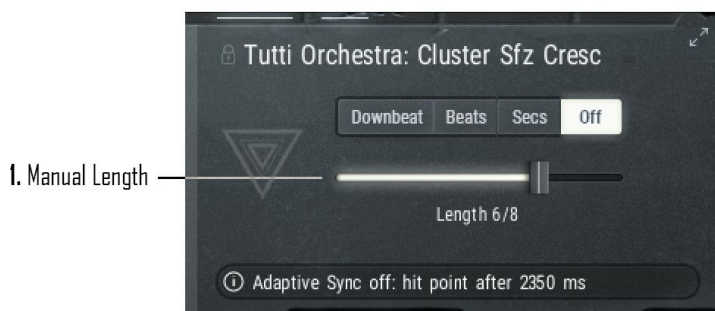 Tutti Orchestra: Cluster Sfz Cresc
Downbeat Beats Secs Off
1. Manual Length
Length 6/8
Adaptive Sync off: hit point after 2350 ms